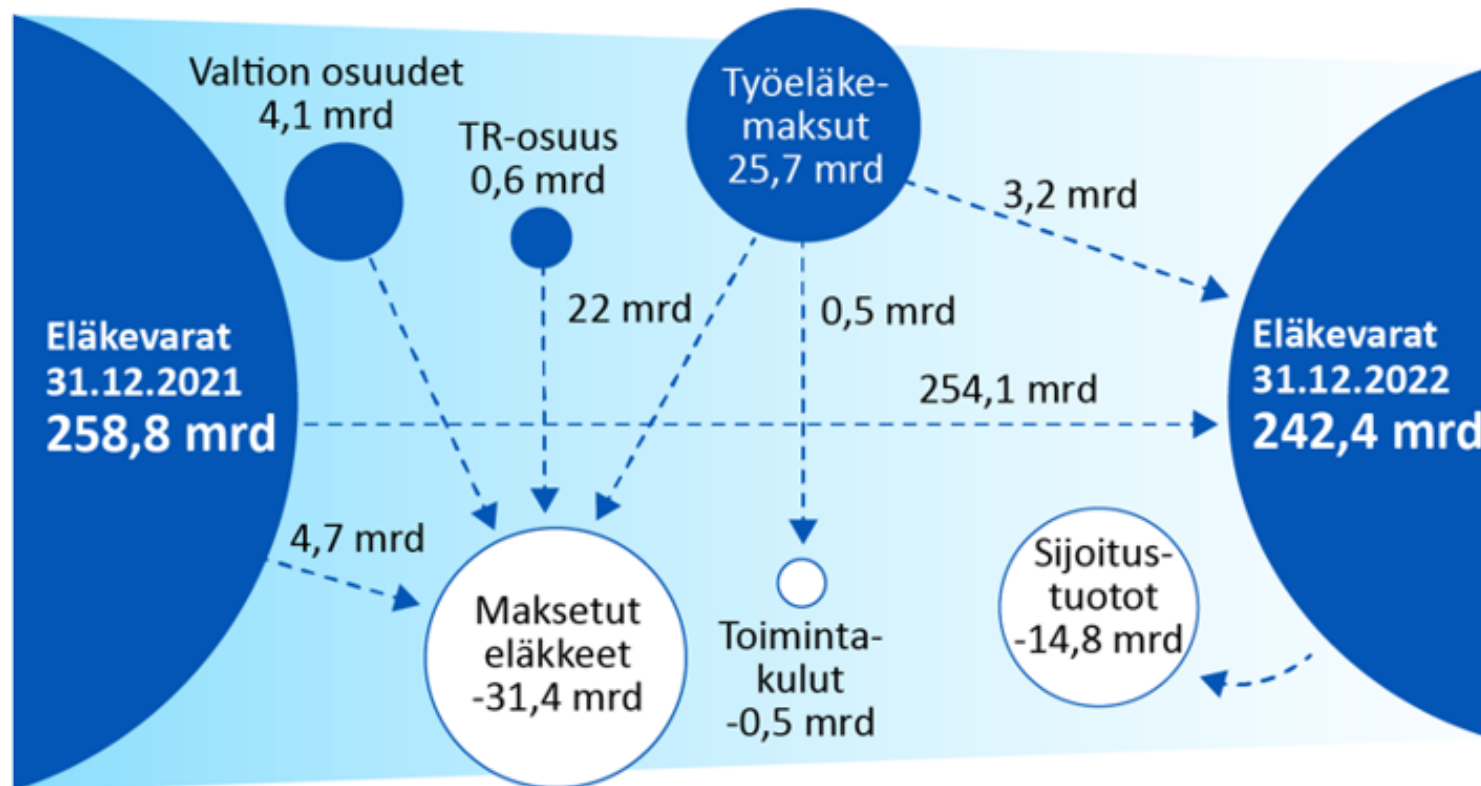 Valtion osuudet
4,1 mrd
TR-osuus
0,6 mrd
Työeläke-
maksut
25,7 mrd
3,2 mrd
22 mrd
0,5 mrd
Eläkevarat
31.12.2021
258,8 mrd
254,1 mrd
Eläkevarat
31.12.2022
242,4 mrd
4,7 mrd
Maksetut
eläkkeet
-31,4 mrd
Toiminta-
kulut
-0,5 mrd
Sijoitus-
tuotot
-14,8 mrd